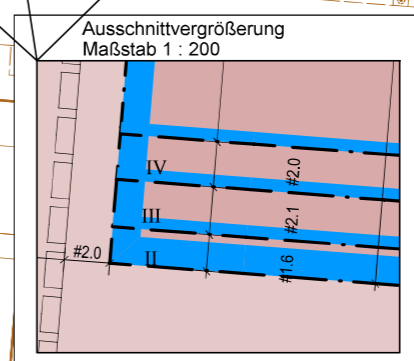 Ausschnittvergrößerung
Maßstab 1 : 200
IV
#2.0
III
#2.1
#2.0
II
#1.6